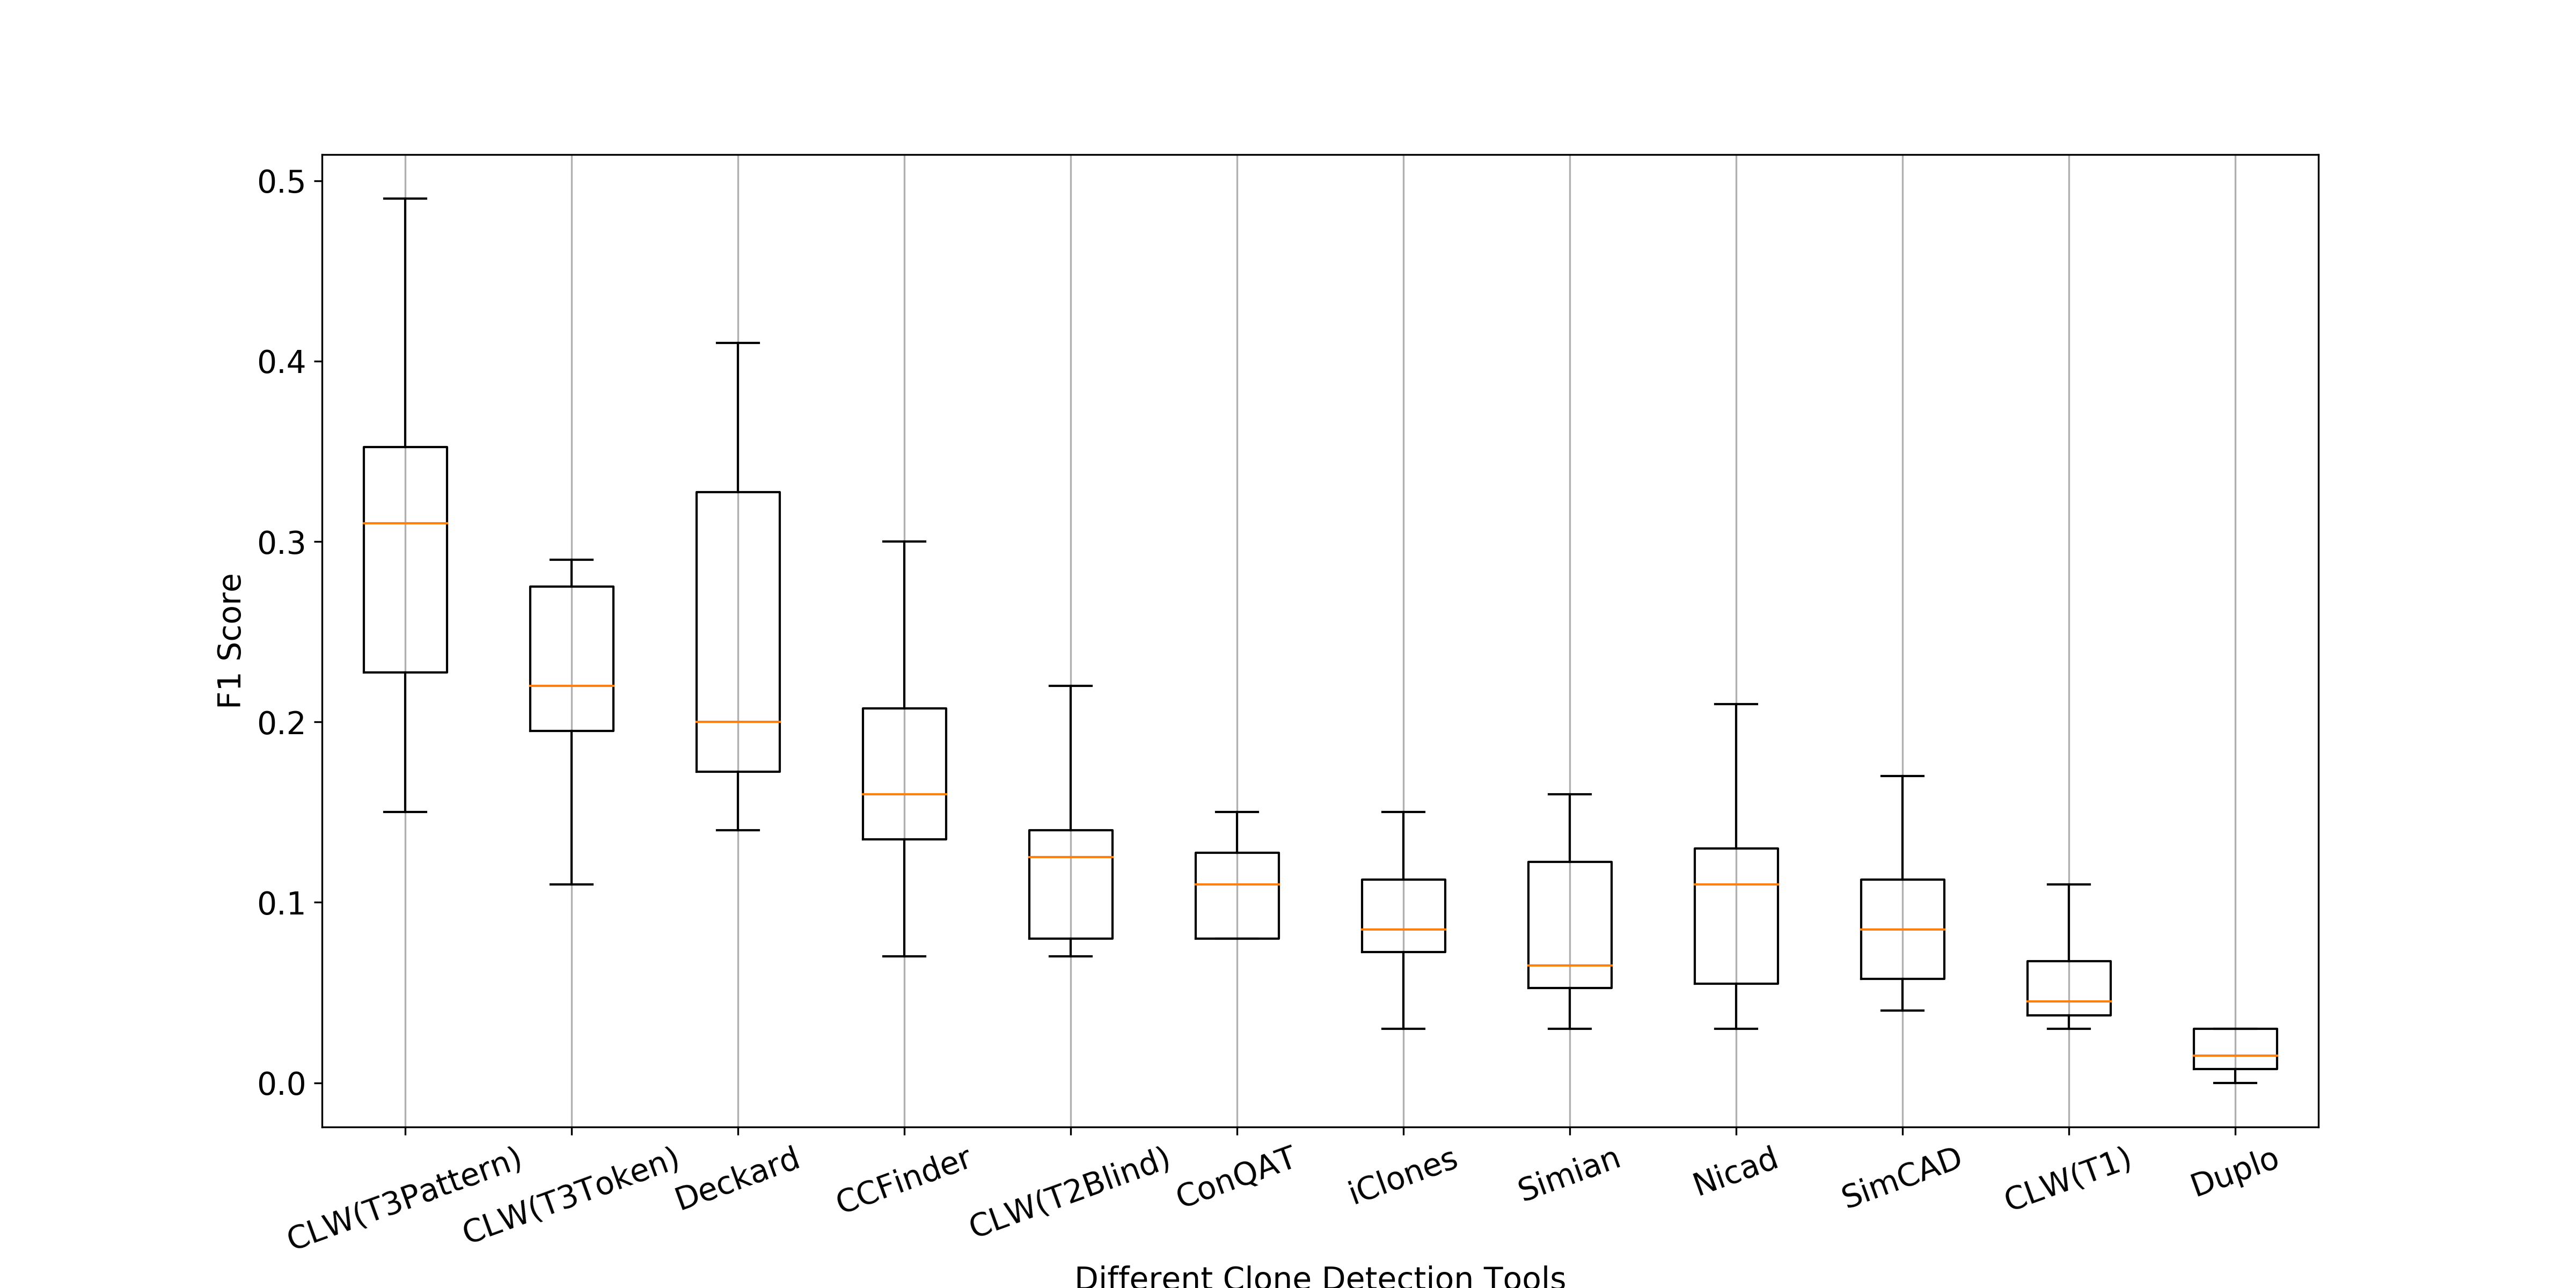 0.5
0.4
0.3
0.2
0.1
0.0
F1 Score
CLW(T3Pattern)
CLW(T3Token)
Deckard
CCFinder
CLW(T2Blind)
ConQAT
iClones
Simian
Nicad
SimCAD
CLW(T1)
Duplo
Different Clone Detection Tools